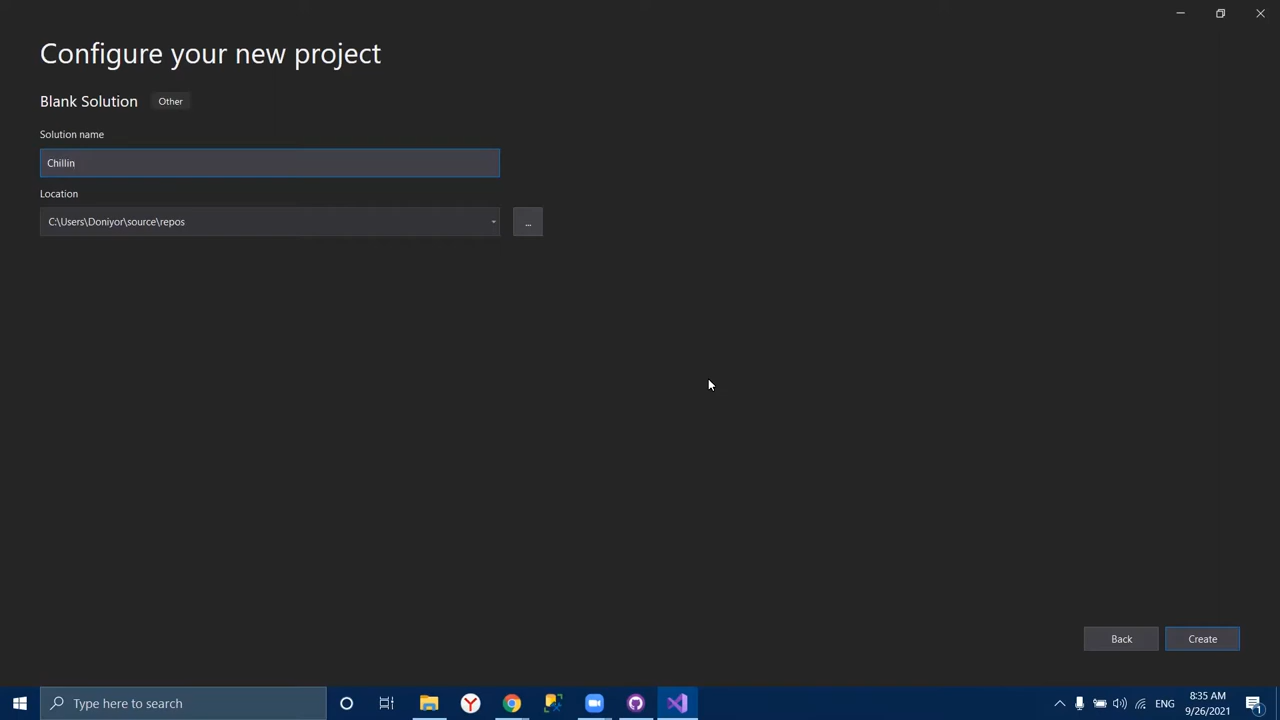 Configure your new project
Blank Solution Other
Solution name
Chillin
Location
C:\Users\Doniyor\source\repos
...
Back Create
Type here to search
ENG
8:35 AM
9/26/2021
1